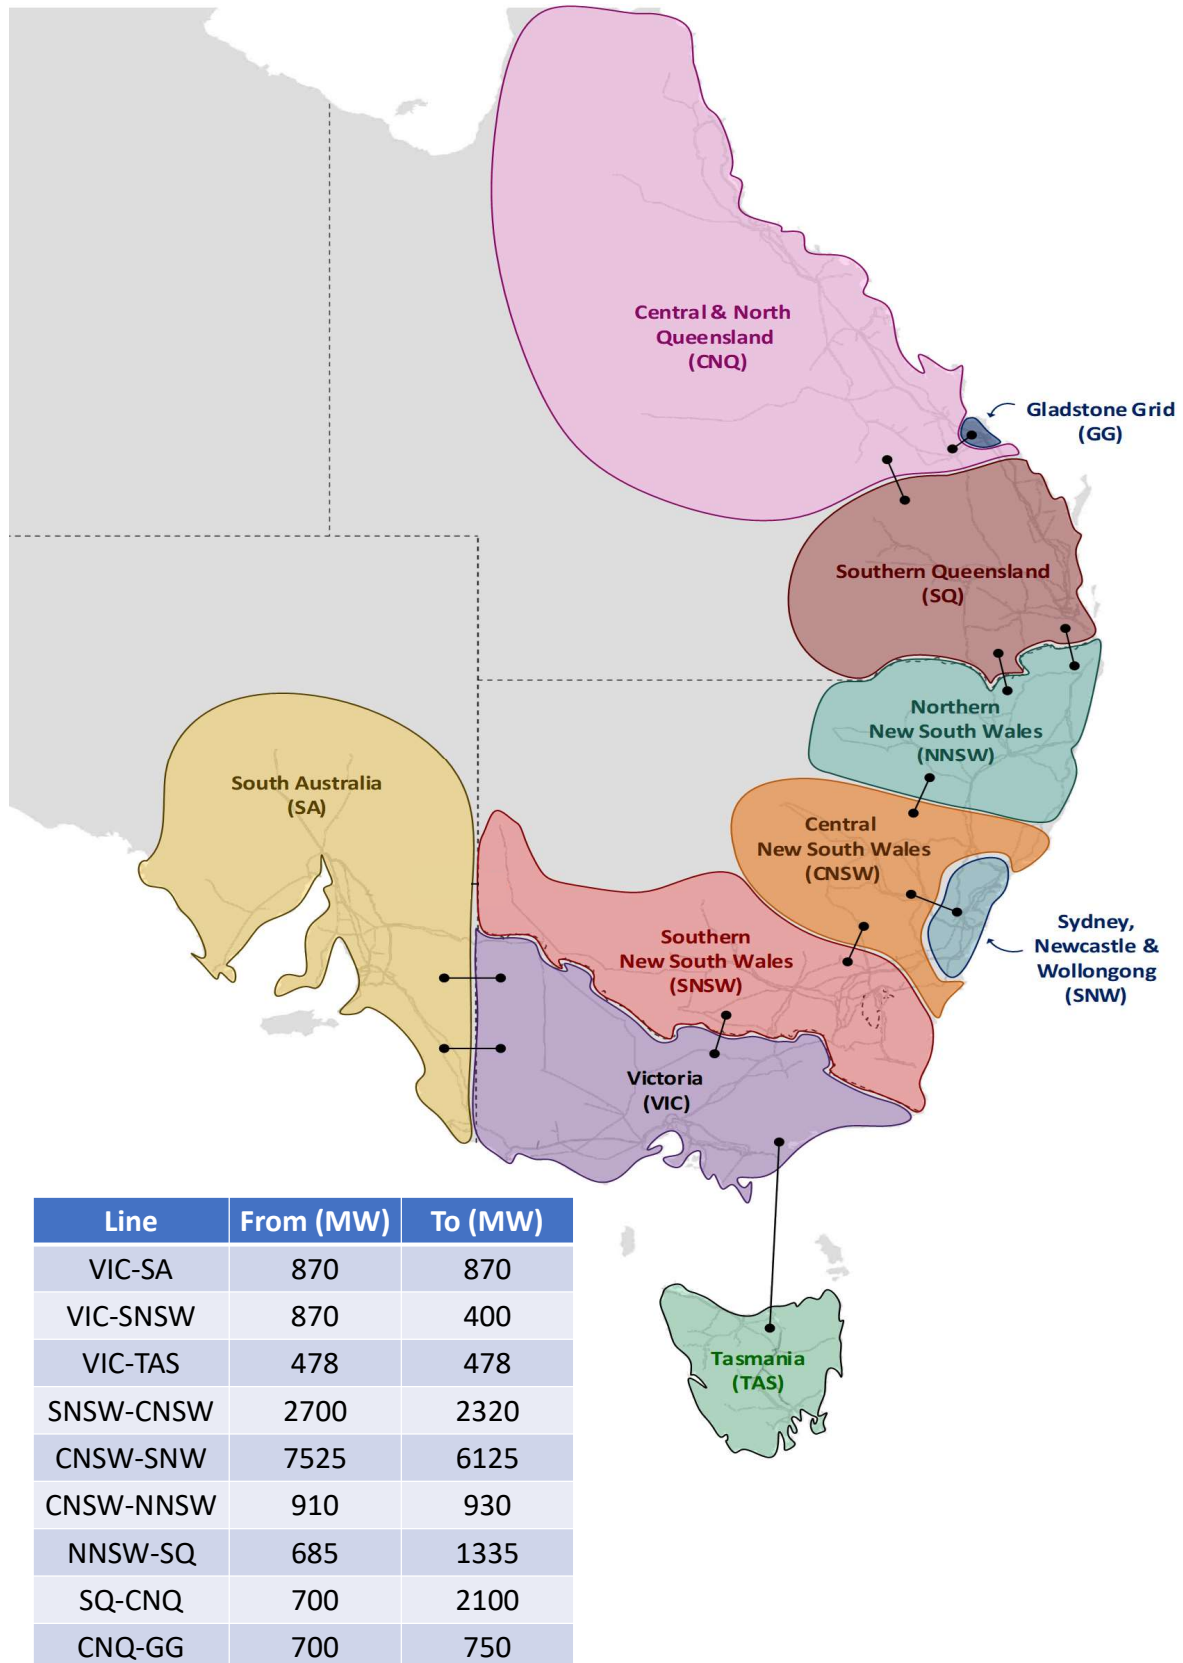 Central & North
Queensland
(CNQ)
Gladstone Grid
(GG)
Southern Queensland
(SQ)
Northern
New South Wales
(NNSW)
South Australia
(SA)
Central
New South Wales
(CNSW)
Sydney,
Newcastle &
Wollongong
(SNW)
Southern
New South Wales
(SNSW)
Victoria
(VIC)
Tasmania
(TAS)
Line From (MW) To (MW)
VIC-SA 870 870
VIC-SNSW 870 400
VIC-TAS 478 478
SNSW-CNSW 2700 2320
CNSW-SNW 7525 6125
CNSW-NNSW 910 930
NNSW-SQ 685 1335
SQ-CNQ 700 2100
CNQ-GG 700 750